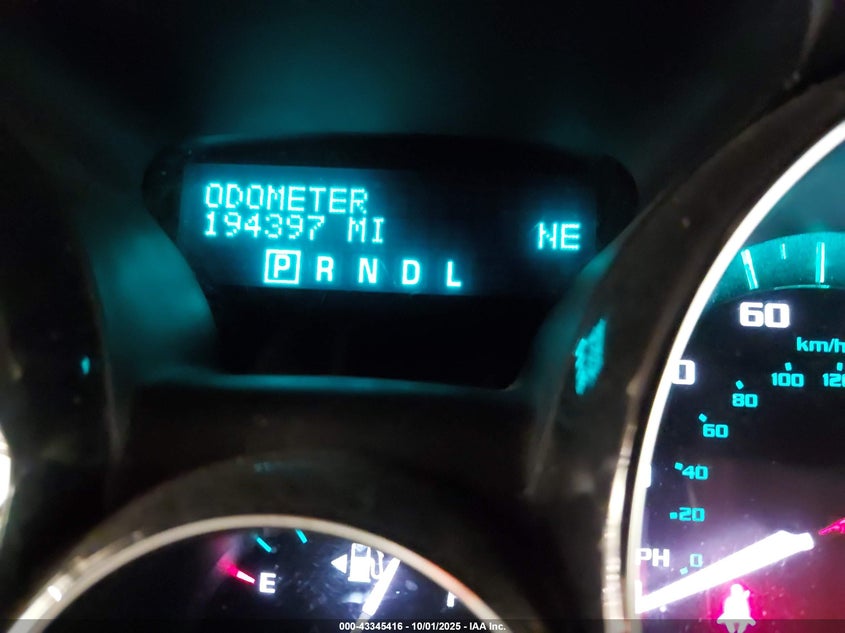 ODOMETER
194397 MI
NE
P R N D L
60
km/h
100
80
60
40
20
0
PH
E
000-43345416 - 10/01/2025 - IAA Inc.